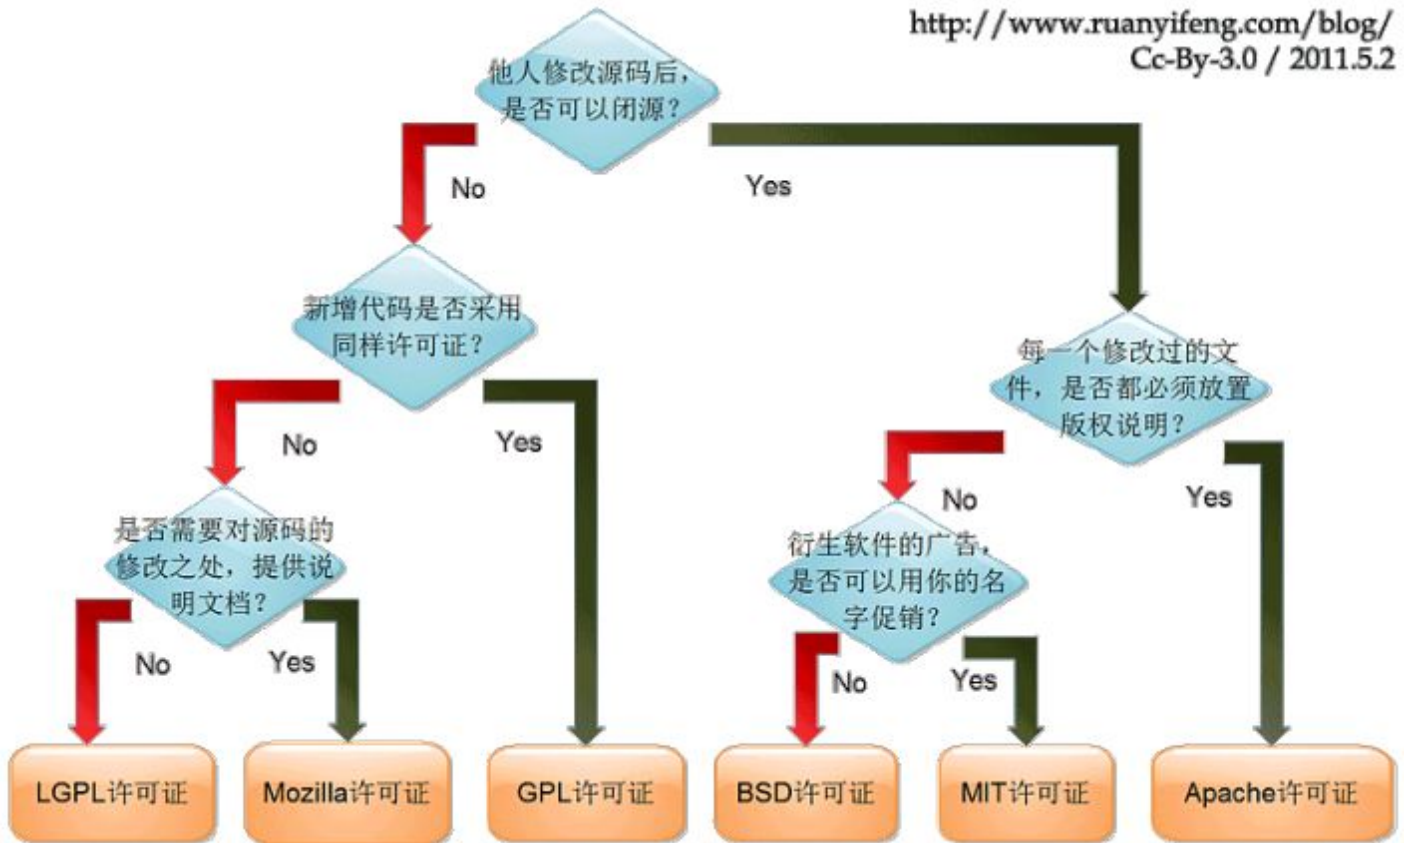 http://www.ruanyifeng.com/blog/
Cc-By-3.0 / 2011.5.2
他人修改源码后，
是否可以闭源？
No
Yes
新增代码是否采用
同样许可证？
每一个修改过的文
件，是否都必须放置
版权说明？
No
Yes
No
Yes
是否需要对源码的
修改之处，提供说
明文档？
衍生软件的广告，
是否可以用你的名
字促销？
No
Yes
No
Yes
LGPL许可证
Mozilla许可证
GPL许可证
BSD许可证
MIT许可证
Apache许可证